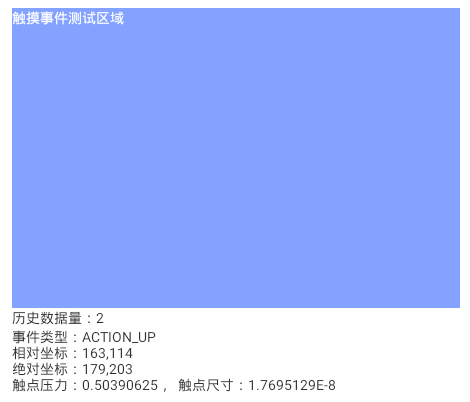 触摸事件测试区域
历史数据量：2
事件类型：ACTION_UP
相对坐标：163,114
绝对坐标：179,203
触点压力：0.50390625， 触点尺寸：1.7695129E-8